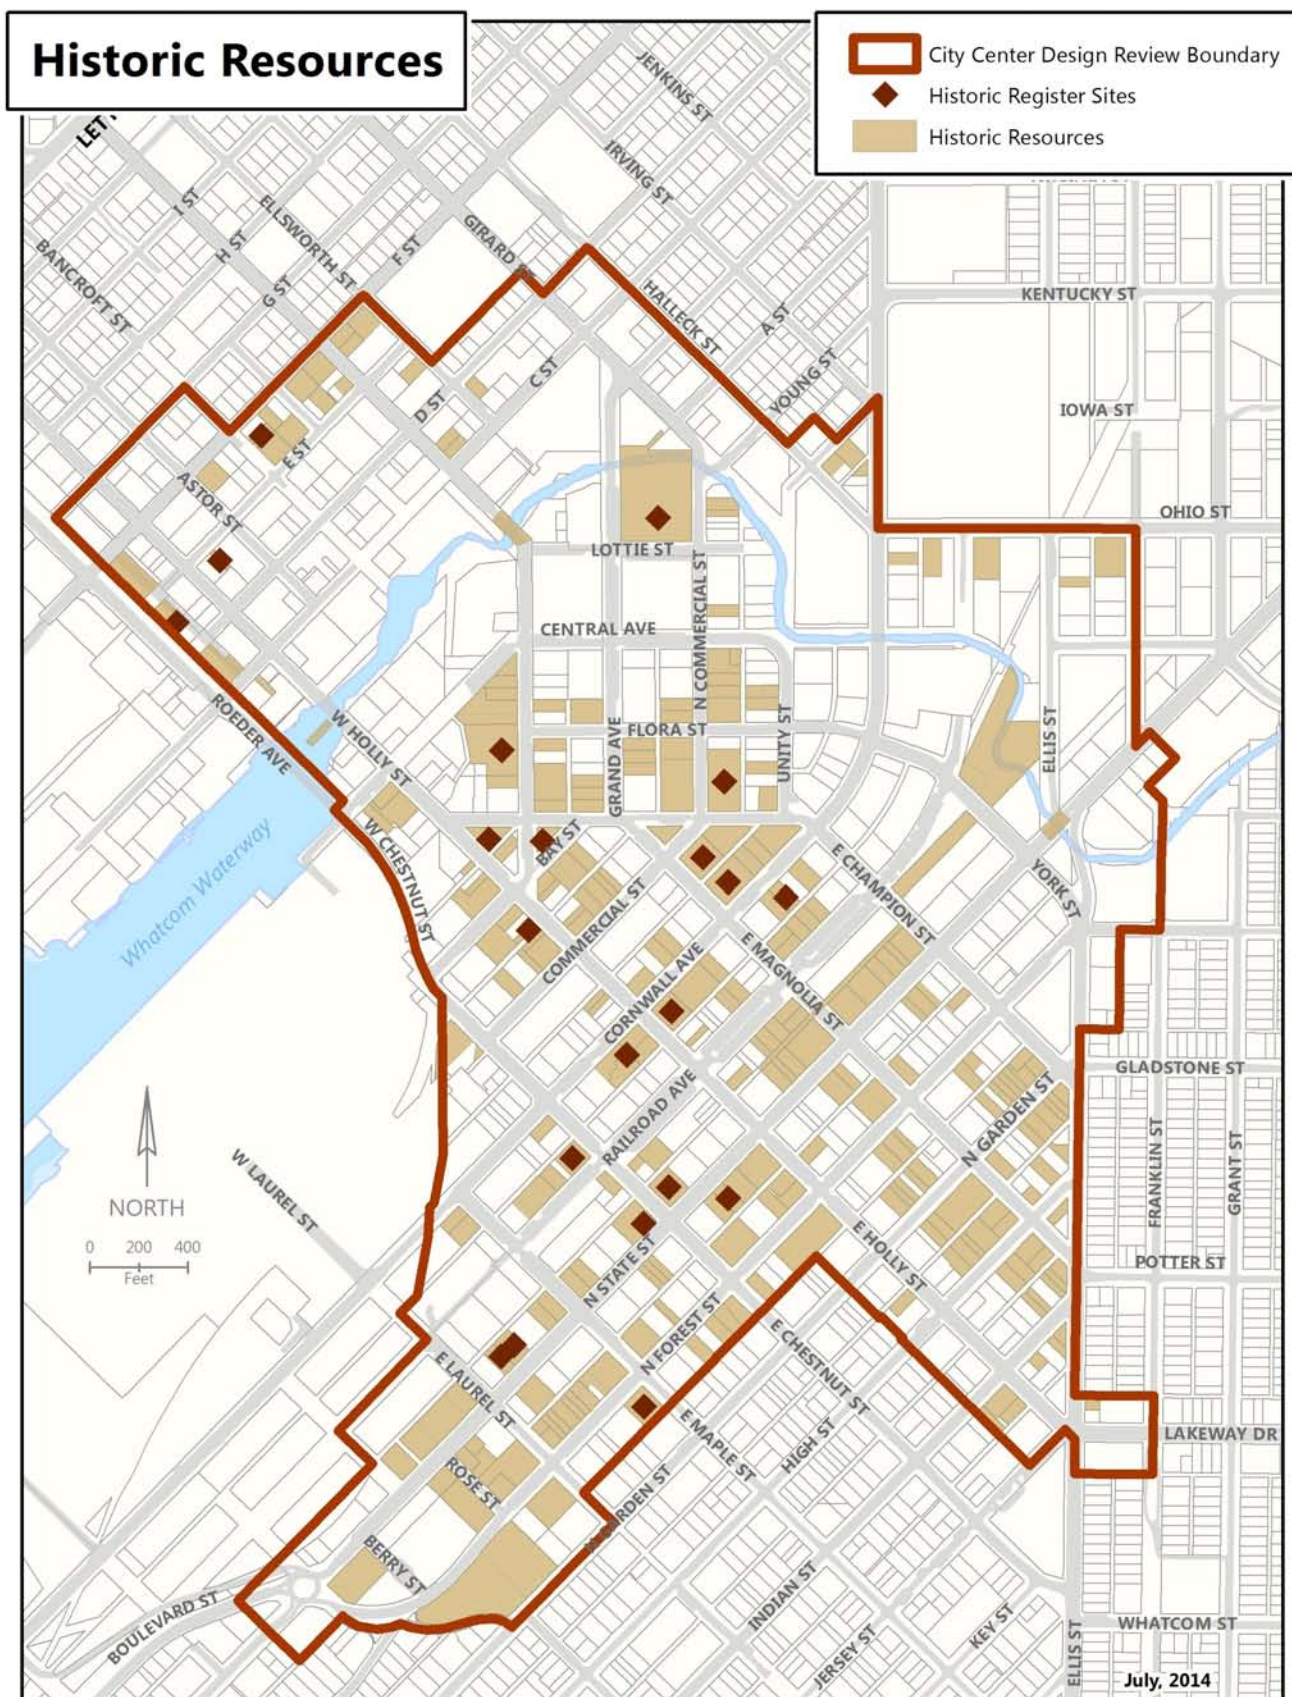 Historic Resources
City Center Design Review Boundary
Historic Register Sites
Historic Resources
JENKINS ST
IRVING ST
I ST
ELLSWORTH ST
H ST
F ST
GIRARD ST
BANCROFT ST
G ST
HALLECK ST
A ST
KENTUCKY ST
YOUNG ST
C ST
D ST
IOWA ST
E ST
ASTOR ST
OHIO ST
LOTTIE ST
N COMMERCIAL ST
CENTRAL AVE
ROEDER AVE
W HOLLY ST
FLORA ST
GRAND AVE
UNITY ST
ELLIS ST
W CHESTNUT ST
BAY ST
E CHAMPION ST
YORK ST
Whatcom Waterway
COMMERCIAL ST
E MAGNOLIA ST
CORNWALL AVE
GLADSTONE ST
N GARDEN ST
RAILROAD AVE
FRANKLIN ST
GRANT ST
W LAUREL ST
NORTH
0 200 400
Feet
E HOLLY ST
POTTER ST
N STATE ST
N FOREST ST
E CHESTNUT ST
E LAUREL ST
E MAPLE ST
HIGH ST
LAKEWAY DR
ROSE ST
N GARDEN ST
BERRY ST
BOULEVARD ST
INDIAN ST
KEY ST
JERSEY ST
WHATCOM ST
ELLIS ST
July, 2014